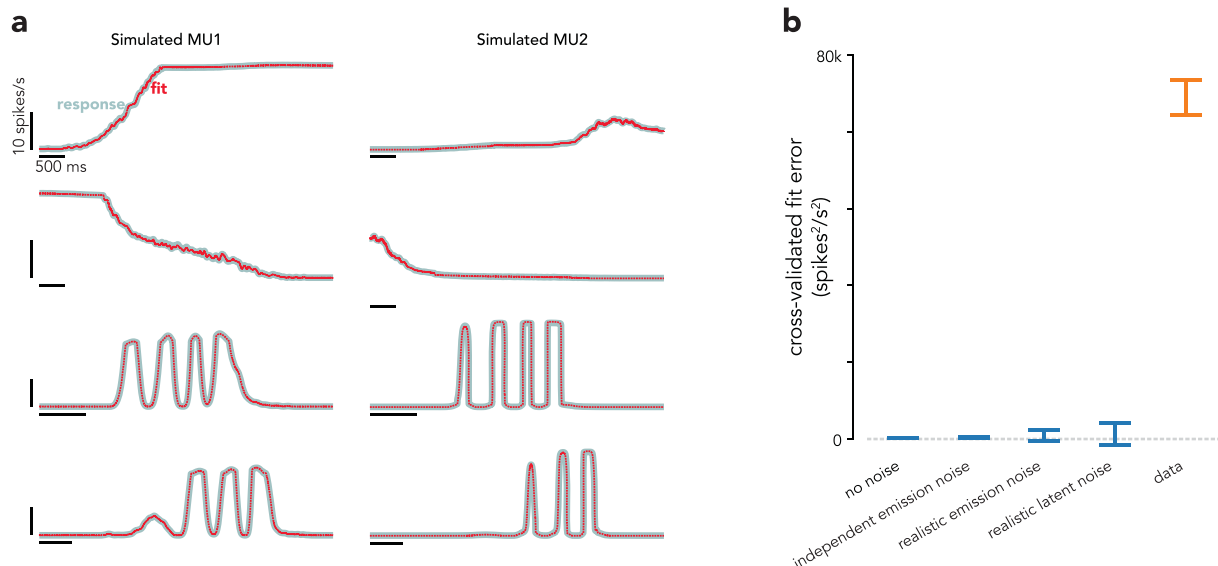 a
Simulated MU1
Simulated MU2
response
fit
10 spikes/s
500 ms
b
80k
0
cross-validated fit error
(spikes²/s²)
no noise
independent emission noise
realistic emission noise
realistic latent noise
data